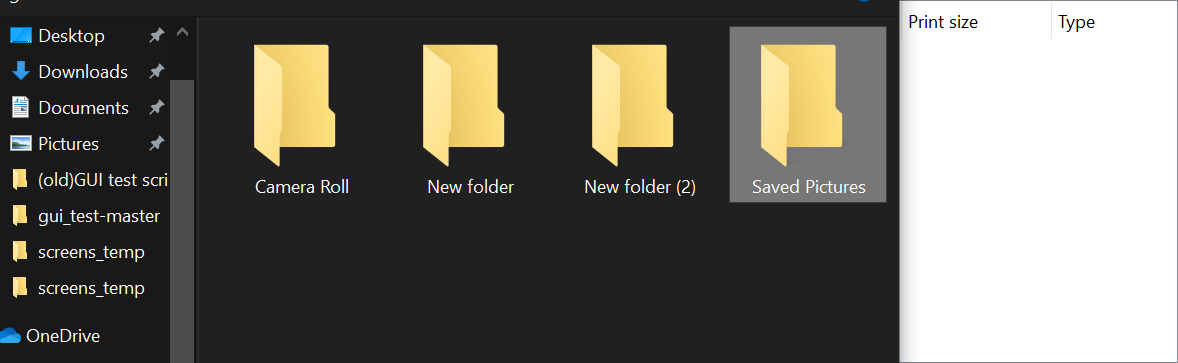 Desktop
Downloads
Documents
Pictures
(old)GUI test scri
gui_test-master
screens_temp
screens_temp
OneDrive
Camera Roll
New folder
New folder (2)
Saved Pictures
Print size
Type